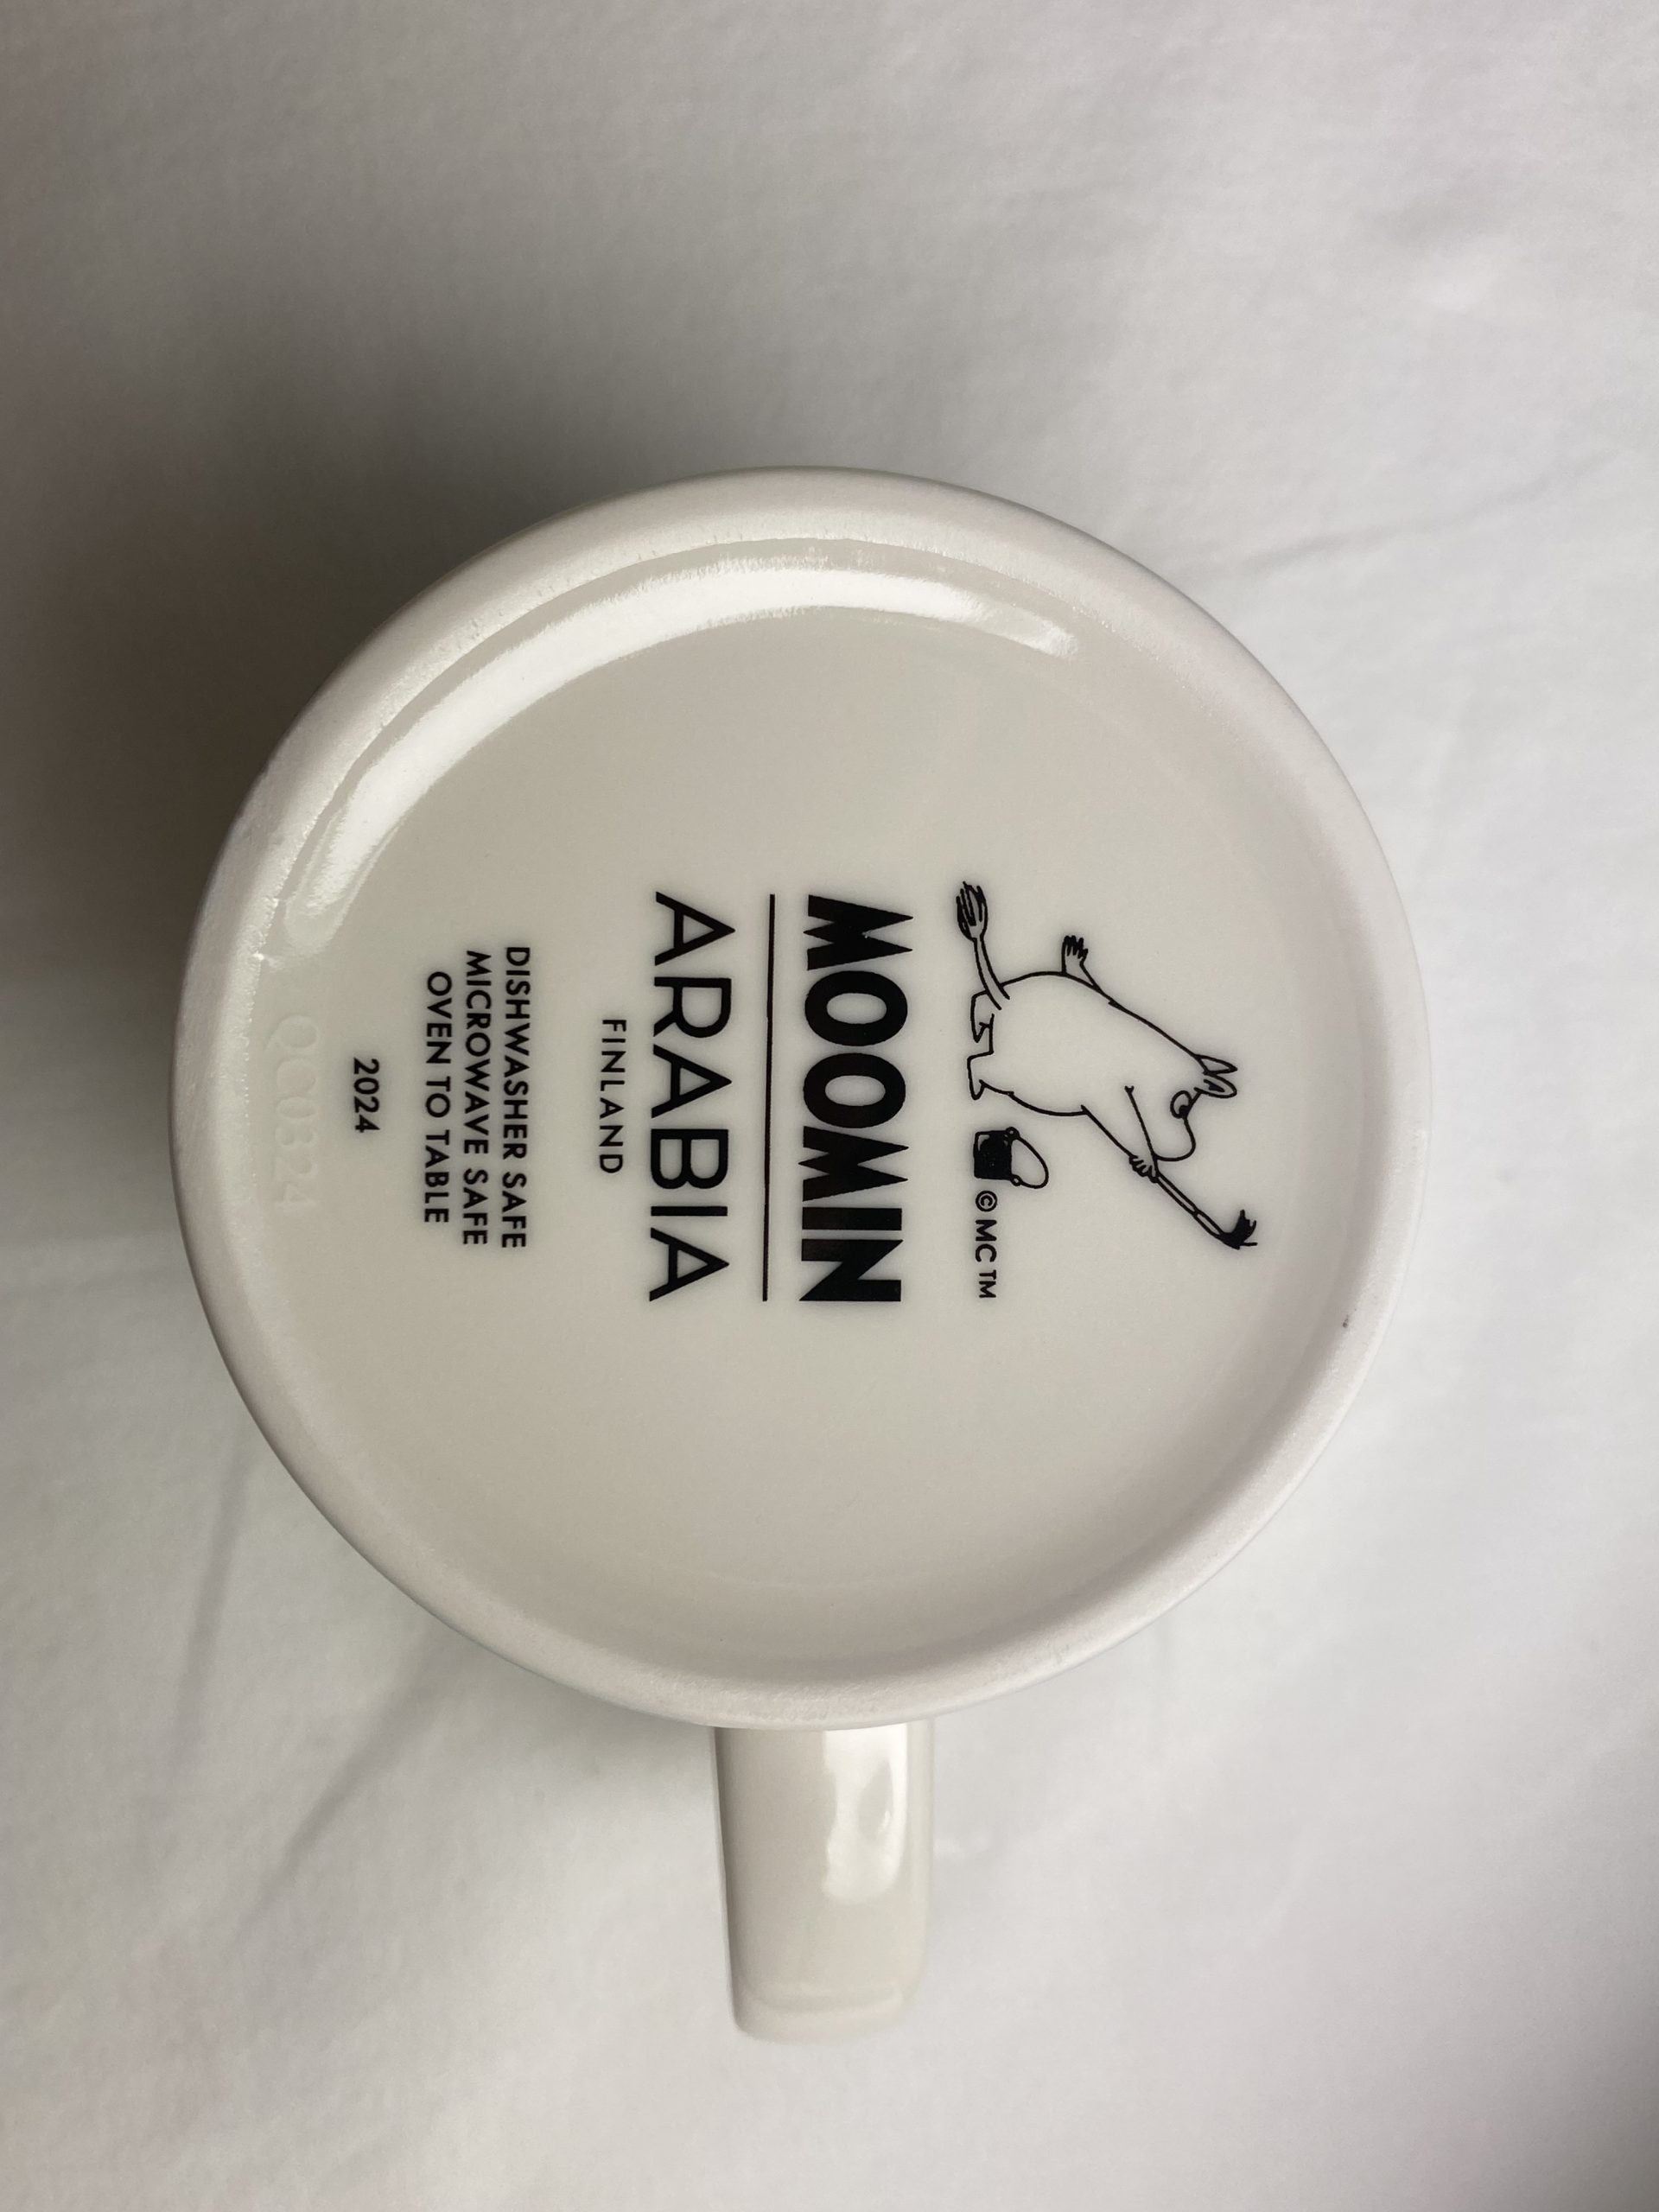 © MC TM
MOOMIN
ARABIA
FINLAND
DISHWASHER SAFE
MICROWAVE SAFE
OVEN TO TABLE
2024